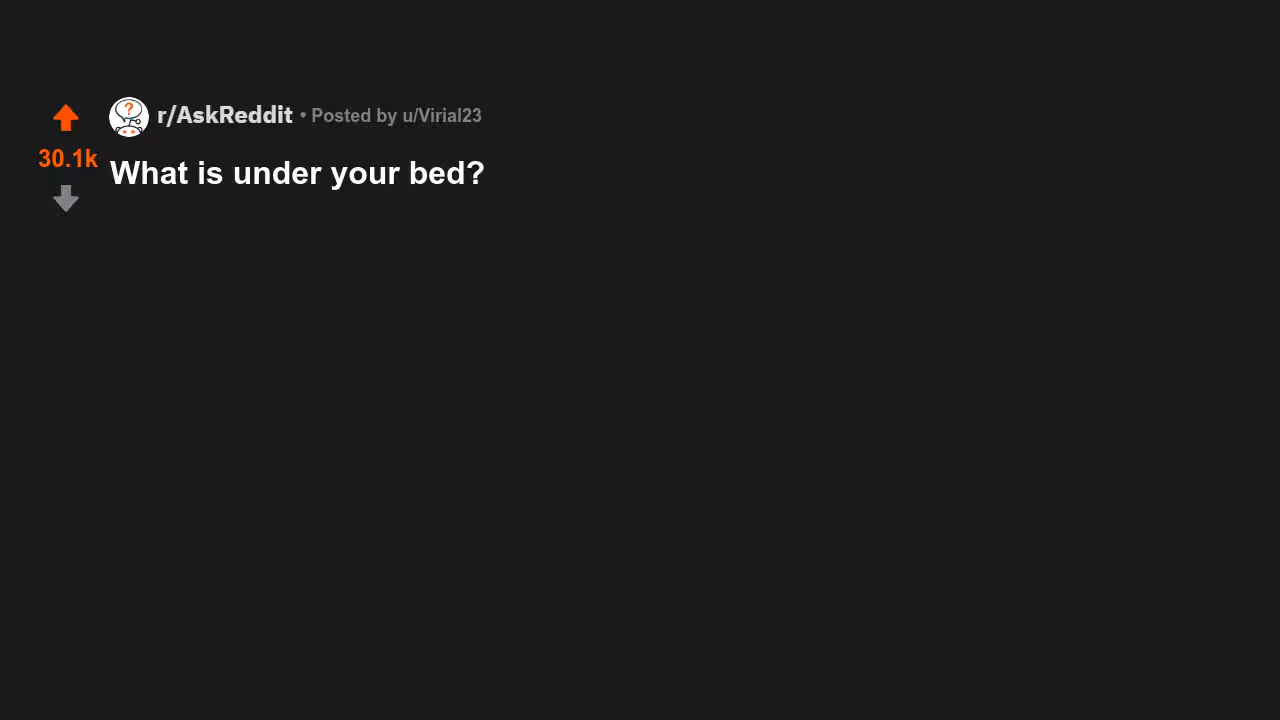 r/AskReddit • Posted by u/Virial23
30.1k
What is under your bed?